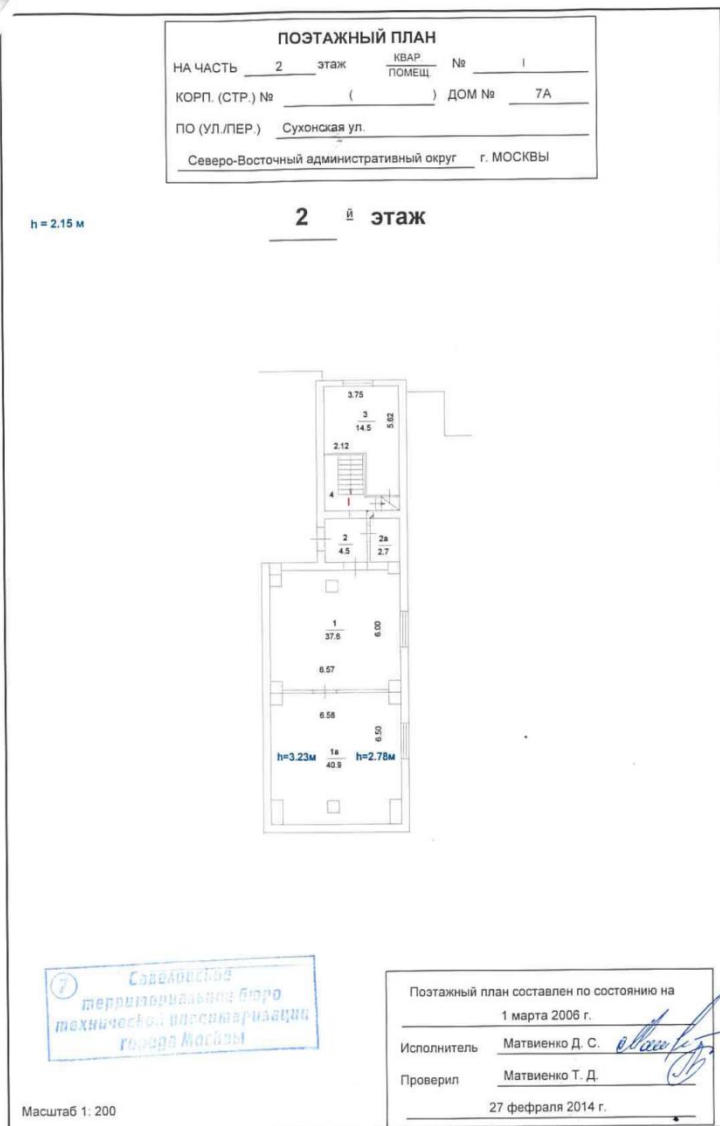 ПОЭТАЖНЫЙ ПЛАН
НА ЧАСТЬ 2 этаж КВАР ПОМЕЩ. № I
КОРП. (СТР.) № ( ) ДОМ № 7А
ПО (УЛ./ПЕР.) Сухонская ул.
Северо-Восточный административный округ г. МОСКВЫ
h = 2.15 м
2 й этаж
3.75
3
14.5
5.62
2.12
4
I
2
4.5
2а
2.7
1
37.6
6.00
6.57
6.58
6.50
h=3.23м
1а
40.9
h=2.78м
7
Савеловское
территориальное бюро
технической инвентаризации
города Москвы
Поэтажный план составлен по состоянию на
1 марта 2006 г.
Исполнитель Матвиенко Д. С.
Проверил Матвиенко Т. Д.
27 февраля 2014 г.
Масштаб 1: 200